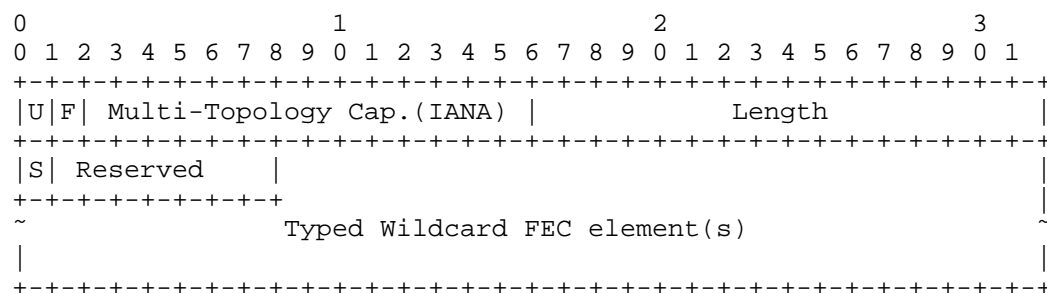 0                   1                   2                   3
0 1 2 3 4 5 6 7 8 9 0 1 2 3 4 5 6 7 8 9 0 1 2 3 4 5 6 7 8 9 0 1
+-+-+-+-+-+-+-+-+-+-+-+-+-+-+-+-+-+-+-+-+-+-+-+-+-+-+-+-+-+-+-+-+
|U|F| Multi-Topology Cap.(IANA) |            Length             |
+-+-+-+-+-+-+-+-+-+-+-+-+-+-+-+-+-+-+-+-+-+-+-+-+-+-+-+-+-+-+-+-+
|S| Reserved    |                                               |
+-+-+-+-+-+-+-+-+                                               |
~                Typed Wildcard FEC element(s)                  ~
|                                                               |
+-+-+-+-+-+-+-+-+-+-+-+-+-+-+-+-+-+-+-+-+-+-+-+-+-+-+-+-+-+-+-+-+